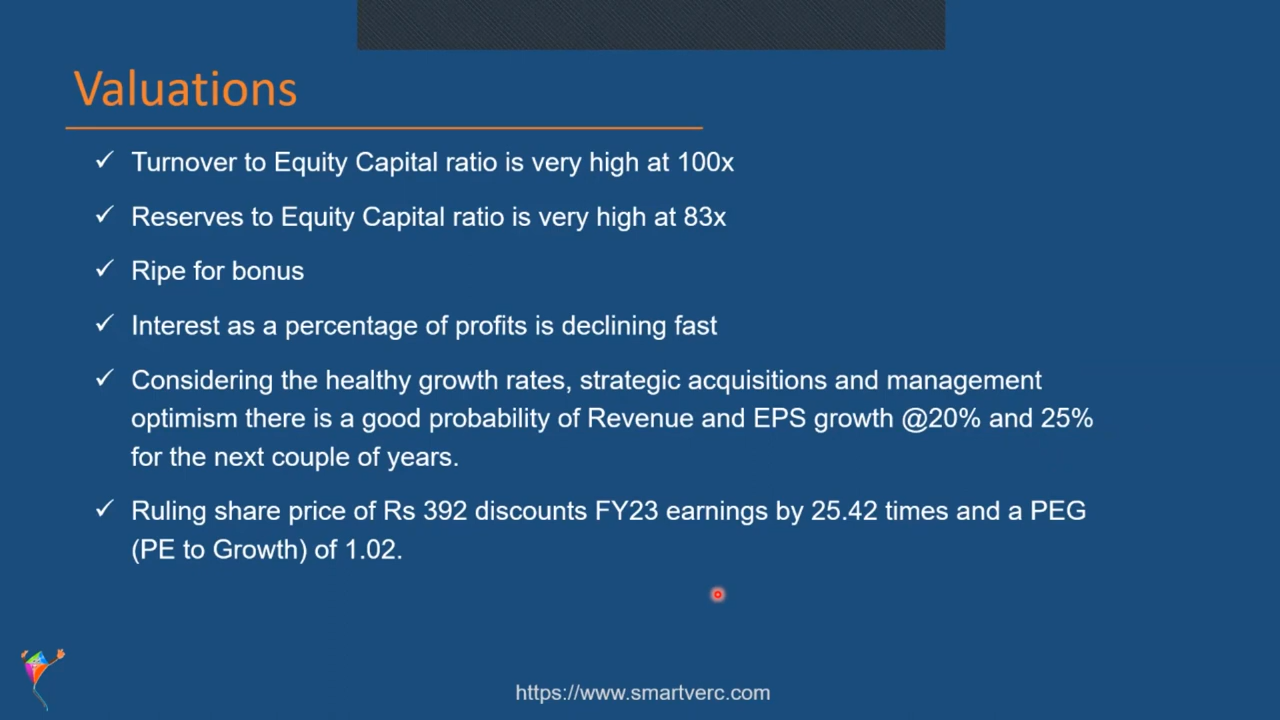 Valuations
✓ Turnover to Equity Capital ratio is very high at 100x
✓ Reserves to Equity Capital ratio is very high at 83x
✓ Ripe for bonus
✓ Interest as a percentage of profits is declining fast
✓ Considering the healthy growth rates, strategic acquisitions and management
optimism there is a good probability of Revenue and EPS growth @20% and 25%
for the next couple of years.
✓ Ruling share price of Rs 392 discounts FY23 earnings by 25.42 times and a PEG
(PE to Growth) of 1.02.
https://www.smartverc.com